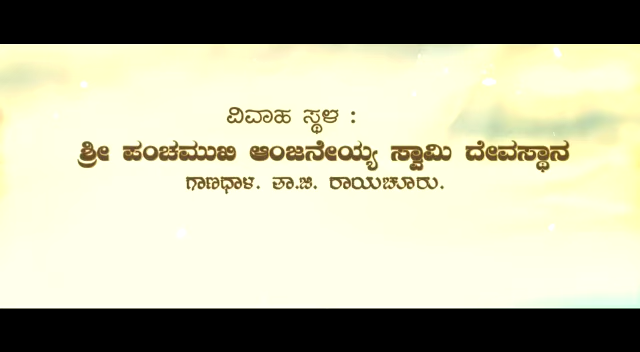 ವಿವಾಹ ಸ್ಥಳ :
ಶ್ರೀ ಪಂಚಮುಖಿ ಆಂಜನೇಯ್ಯ ಸ್ವಾಮಿ ದೇವಸ್ಥಾನ
ಗಾಣಧಾಳ. ತಾ.ಜಿ. ರಾಯಚೂರು.